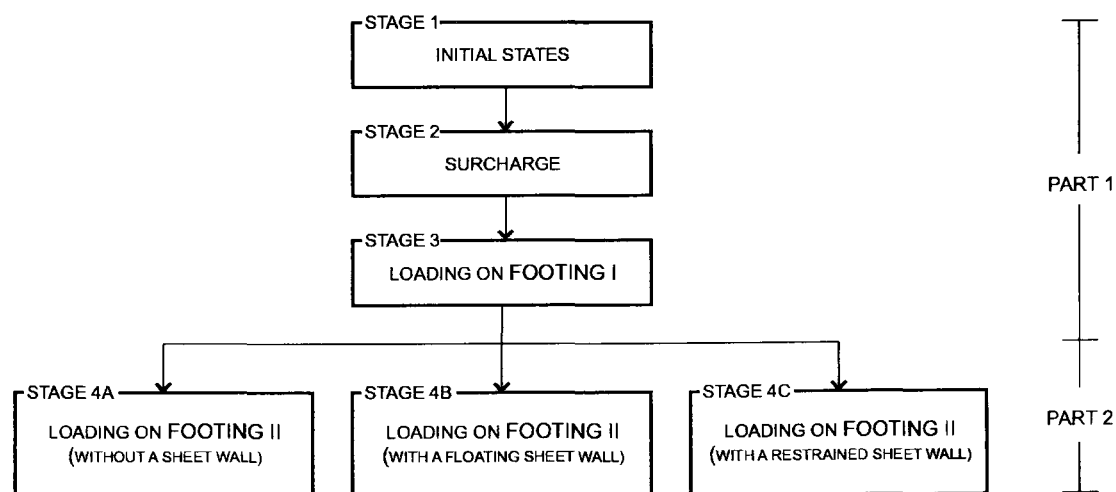 STAGE 1
INITIAL STATES
STAGE 2
SURCHARGE
STAGE 3
LOADING ON FOOTING I
PART 1
STAGE 4A
LOADING ON FOOTING II
(WITHOUT A SHEET WALL)
STAGE 4B
LOADING ON FOOTING II
(WITH A FLOATING SHEET WALL)
STAGE 4C
LOADING ON FOOTING II
(WITH A RESTRAINED SHEET WALL)
PART 2